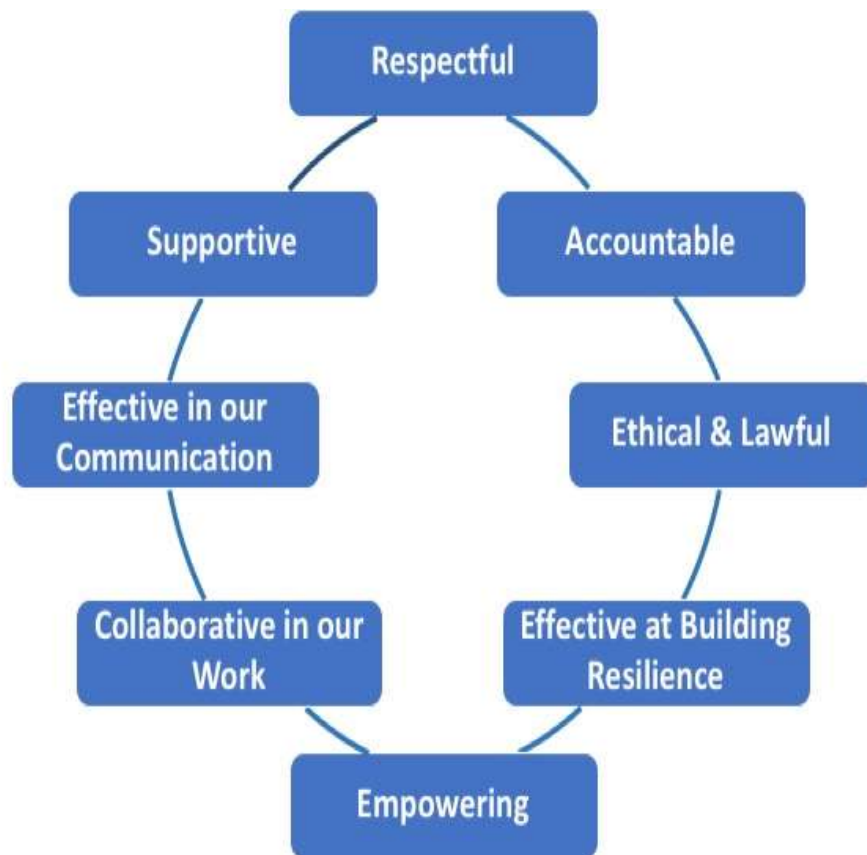 Respectful
Supportive
Accountable
Effective in our
Communication
Ethical & Lawful
Collaborative in our
Work
Effective at Building
Resilience
Empowering